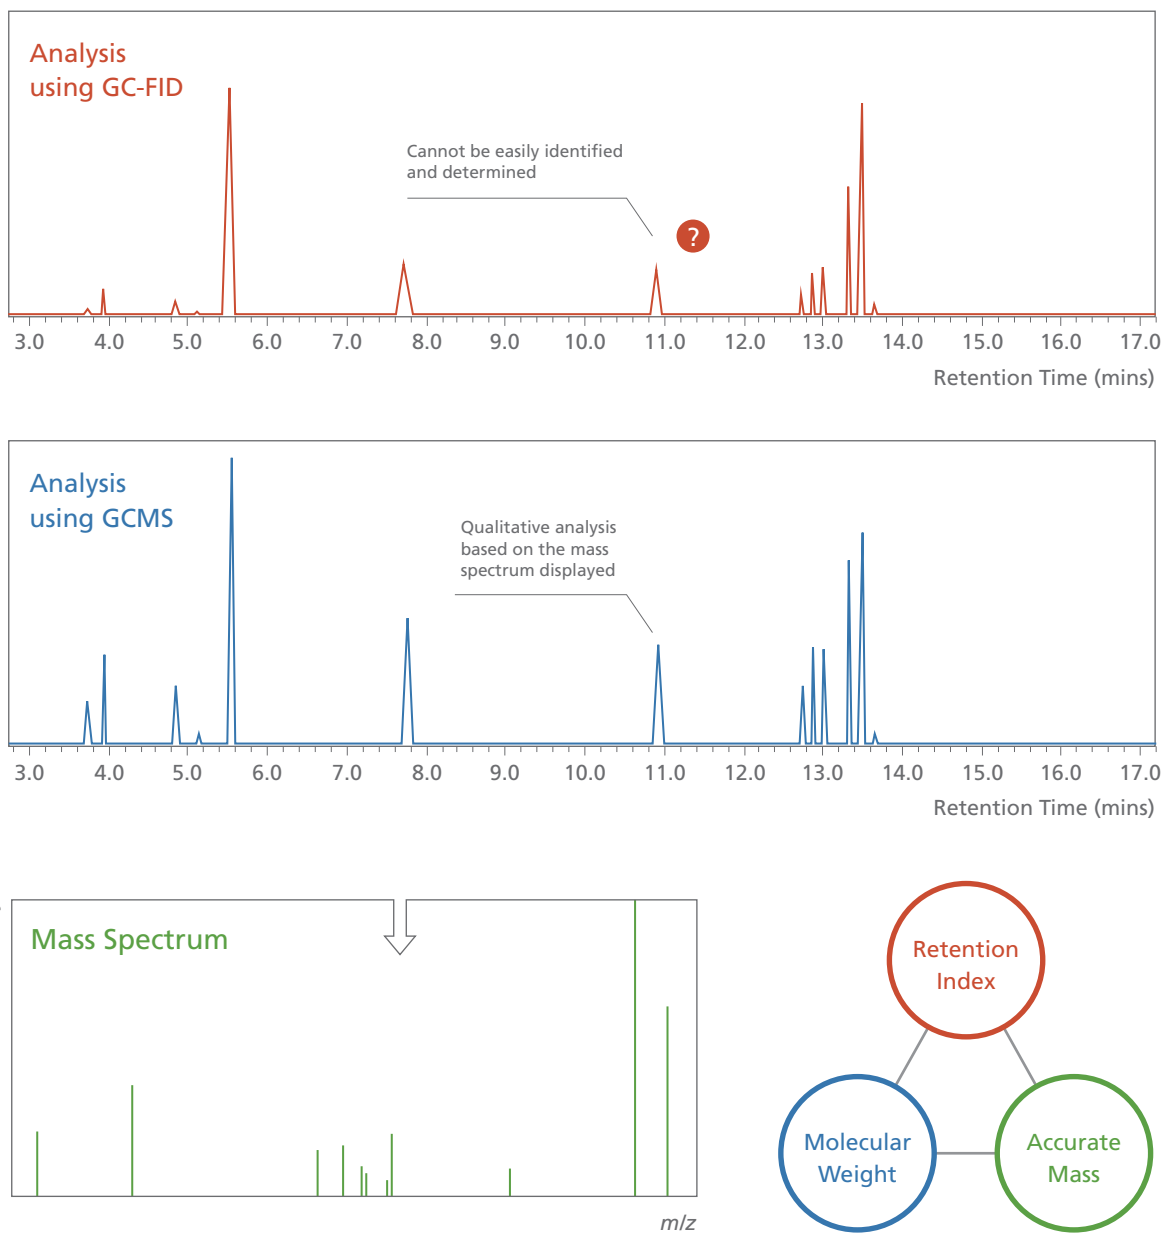 Analysis
using GC-FID
Cannot be easily identified
and determined
?
3.0 4.0 5.0 6.0 7.0 8.0 9.0 10.0 11.0 12.0 13.0 14.0 15.0 16.0 17.0
Retention Time (mins)
Analysis
using GCMS
Qualitative analysis
based on the mass
spectrum displayed
3.0 4.0 5.0 6.0 7.0 8.0 9.0 10.0 11.0 12.0 13.0 14.0 15.0 16.0 17.0
Retention Time (mins)
Mass Spectrum
m/z
Retention
Index
Molecular
Weight
Accurate
Mass